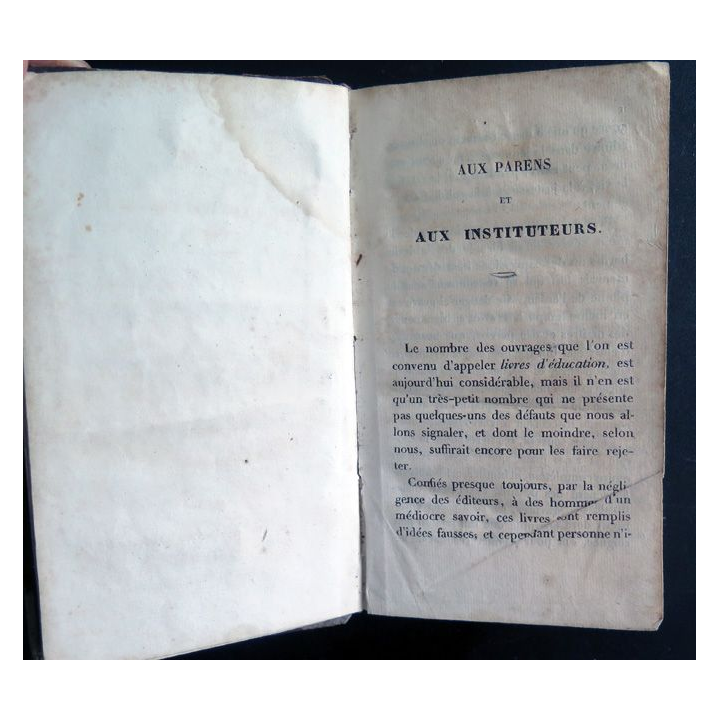 AUX PARENS
ET
AUX INSTITUTEURS.
Le nombre des ouvrages que l'on est
convenu d'appeler livres d'éducation, est
aujourd'hui considérable, mais il n'en est
qu'un très-petit nombre qui ne présente
pas quelques-uns des défauts que nous al-
lons signaler, et dont le moindre, selon
nous, suffirait encore pour les faire reje-
ter.
Confiés presque toujours, par la négli-
gence des éditeurs, à des hommes d'un
médiocre savoir, ces livres sont remplis
d'idées fausses; et cependant personne n'i-